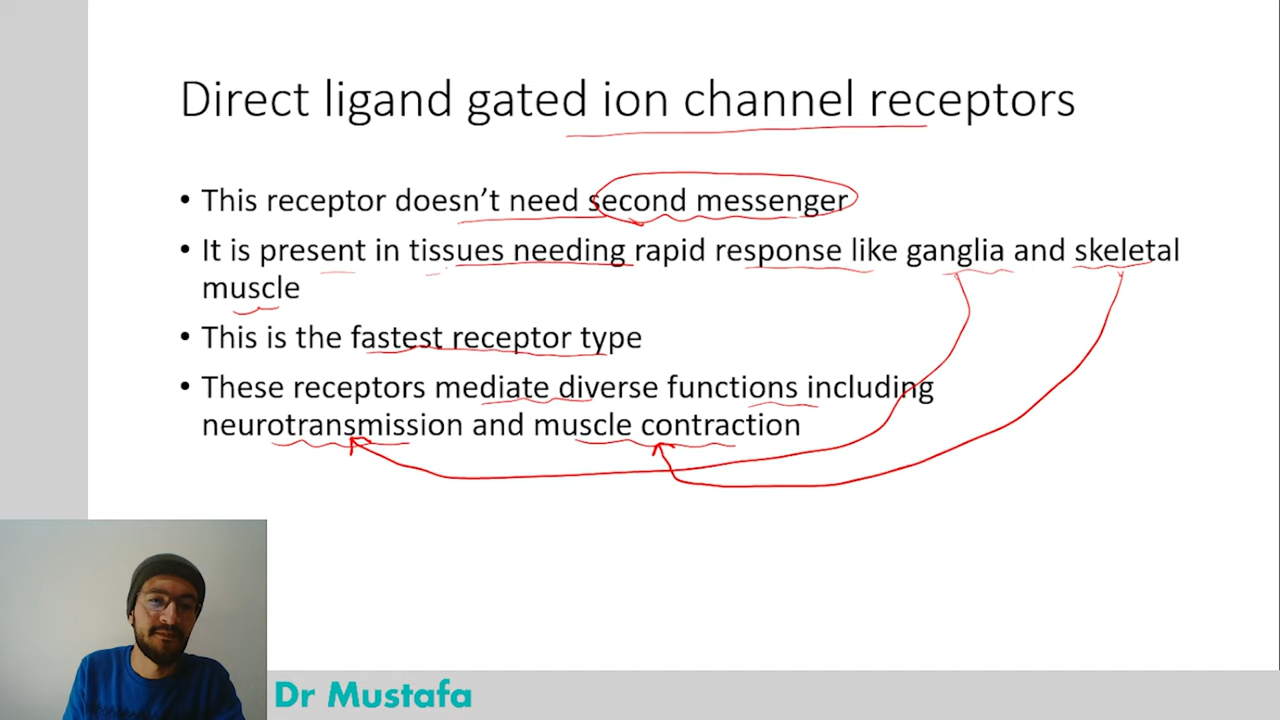 Direct ligand gated ion channel receptors
• This receptor doesn’t need second messenger
• It is present in tissues needing rapid response like ganglia and skeletal
muscle
• This is the fastest receptor type
• These receptors mediate diverse functions including
neurotransmission and muscle contraction
Dr Mustafa